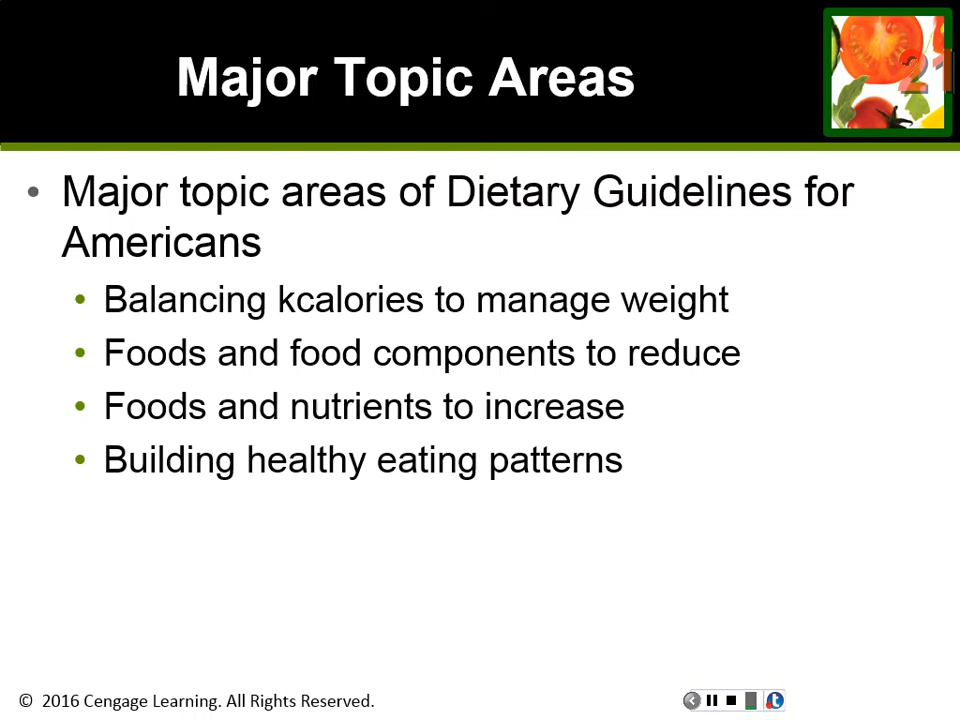 Major Topic Areas
21
• Major topic areas of Dietary Guidelines for
Americans
• Balancing kcalories to manage weight
• Foods and food components to reduce
• Foods and nutrients to increase
• Building healthy eating patterns
© 2016 Cengage Learning. All Rights Reserved.